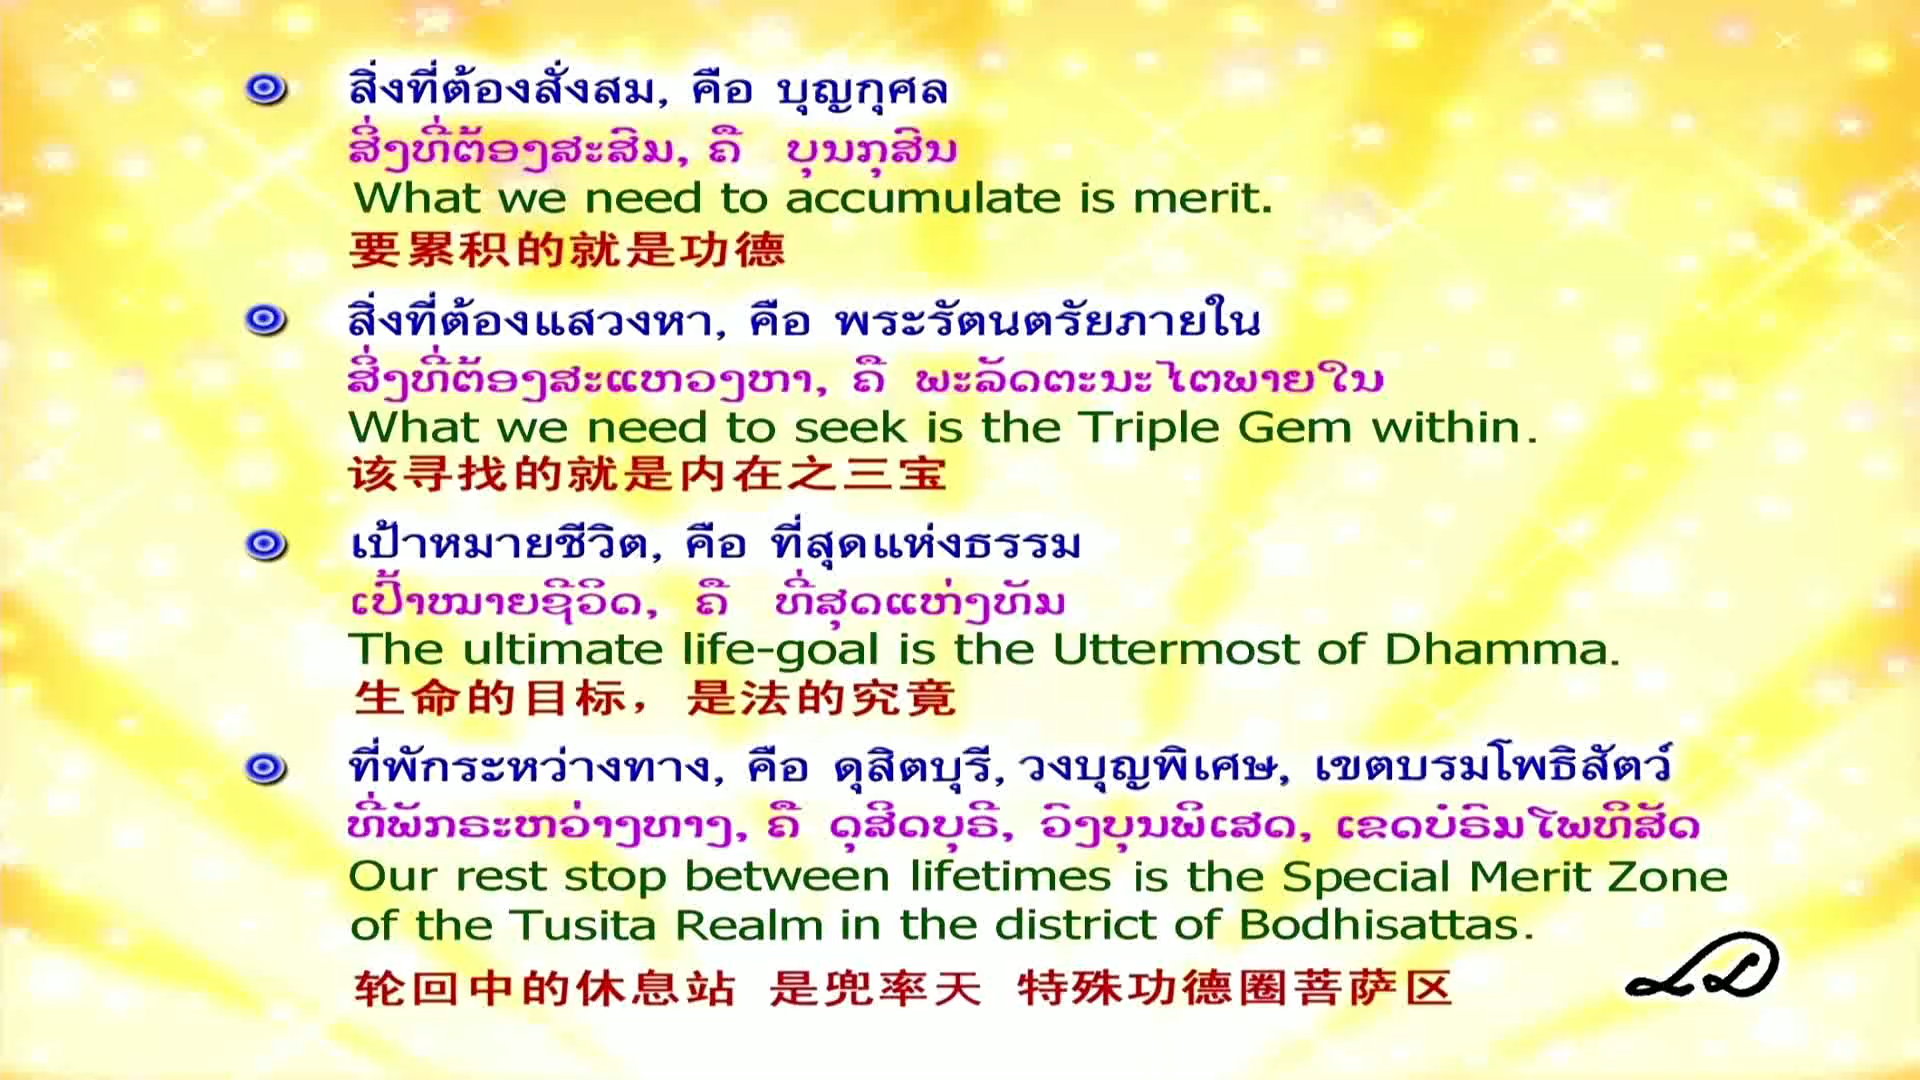 สิ่งที่ต้องสั่งสม, คือ บุญกุศล
ສິ່ງທີ່ຕ້ອງສະສົມ, ຄື ບຸນກຸສົນ
What we need to accumulate is merit.
要累积的就是功德
สิ่งที่ต้องแสวงหา, คือ พระรัตนตรัยภายใน
ສິ່ງທີ່ຕ້ອງສະແຫວງຫາ, ຄື ພະລັດຕະນະໄຕພາຍໃນ
What we need to seek is the Triple Gem within.
该寻找的就是内在之三宝
เป้าหมายชีวิต, คือ ที่สุดแห่งธรรม
ເປົ້າໝາຍຊີວິດ, ຄື ທີ່ສຸດແຫ່ງທັມ
The ultimate life-goal is the Uttermost of Dhamma.
生命的目标，是法的究竟
ที่พักระหว่างทาง, คือ ดุสิตบุรี, วงบุญพิเศษ, เขตบรมโพธิสัตว์
ທີ່ພັກຣະຫວ່າງທາງ, ຄື ດຸສິດບຸຣີ, ວົງບຸນພິເສດ, ເຂດບໍຣົມໂພທິສັດ
Our rest stop between lifetimes is the Special Merit Zone
of the Tusita Realm in the district of Bodhisattas.
轮回中的休息站 是兜率天 特殊功德圈菩萨区